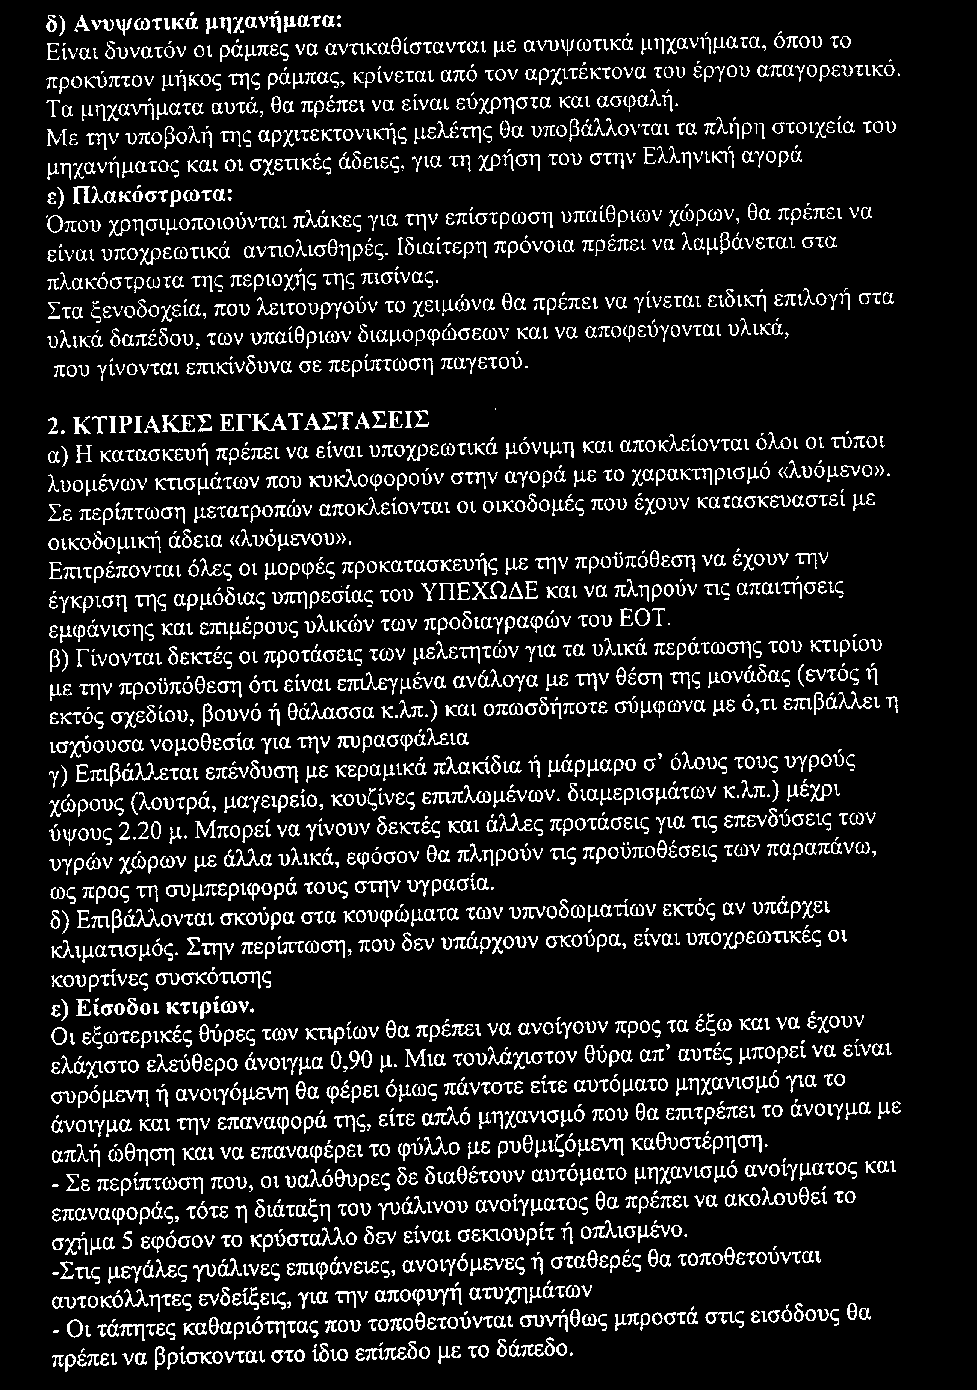 δ) Ανυψωτικά μηχανήματα:
Είναι δυνατόν οι ράμπες να αντικαθίστανται με ανυψωτικά μηχανήματα, όπου το
προκύπτον μήκος της ράμπας, κρίνεται από τον αρχιτέκτονα του έργου απαγορευτικό.
Τα μηχανήματα αυτά, θα πρέπει να είναι εύχρηστα και ασφαλή.
Με την υποβολή της αρχιτεκτονικής μελέτης θα υποβάλλονται τα πλήρη στοιχεία του
μηχανήματος και οι σχετικές άδειες, για τη χρήση του στην Ελληνική αγορά
ε) Πλακόστρωτα:
Όπου χρησιμοποιούνται πλάκες για την επίστρωση υπαίθριων χώρων, θα πρέπει να
είναι υποχρεωτικά αντιολισθηρές. Ιδιαίτερη πρόνοια πρέπει να λαμβάνεται στα
πλακόστρωτα της περιοχής της πισίνας.
Στα ξενοδοχεία, που λειτουργούν το χειμώνα θα πρέπει να γίνεται ειδική επιλογή στα
υλικά δαπέδου, των υπαίθριων διαμορφώσεων και να αποφεύγονται υλικά,
που γίνονται επικίνδυνα σε περίπτωση παγετού.
2. ΚΤΙΡΙΑΚΕΣ ΕΓΚΑΤΑΣΤΑΣΕΙΣ
α) Η κατασκευή πρέπει να είναι υποχρεωτικά μόνιμη και αποκλείονται όλοι οι τύποι
λυομένων κτισμάτων που κυκλοφορούν στην αγορά με το χαρακτηρισμό «λυόμενο».
Σε περίπτωση μετατροπών αποκλείονται οι οικοδομές που έχουν κατασκευαστεί με
οικοδομική άδεια «λυόμενου».
Επιτρέπονται όλες οι μορφές προκατασκευής με την προϋπόθεση να έχουν την
έγκριση της αρμόδιας υπηρεσίας του ΥΠΕΧΩΔΕ και να πληρούν τις απαιτήσεις
εμφάνισης και επιμέρους υλικών των προδιαγραφών του ΕΟΤ.
β) Γίνονται δεκτές οι προτάσεις των μελετητών για τα υλικά περάτωσης του κτιρίου
με την προϋπόθεση ότι είναι επιλεγμένα ανάλογα με την θέση της μονάδας (εντός ή
εκτός σχεδίου, βουνό ή θάλασσα κ.λπ.) και οπωσδήποτε σύμφωνα με ό,τι επιβάλλει η
ισχύουσα νομοθεσία για την πυρασφάλεια
γ) Επιβάλλεται επένδυση με κεραμικά πλακίδια ή μάρμαρο σ' όλους τους υγρούς
χώρους (λουτρά, μαγειρείο, κουζίνες επιπλωμένων. διαμερισμάτων κ.λπ.) μέχρι
ύψους 2.20 μ. Μπορεί να γίνουν δεκτές και άλλες προτάσεις για τις επενδύσεις των
υγρών χώρων με άλλα υλικά, εφόσον θα πληρούν τις προϋποθέσεις των παραπάνω,
ως προς τη συμπεριφορά τους στην υγρασία.
δ) Επιβάλλονται σκούρα στα κουφώματα των υπνοδωματίων εκτός αν υπάρχει
κλιματισμός. Στην περίπτωση, που δεν υπάρχουν σκούρα, είναι υποχρεωτικές οι
κουρτίνες συσκότισης
ε) Είσοδοι κτιρίων.
Οι εξωτερικές θύρες των κτιρίων θα πρέπει να ανοίγουν προς τα έξω και να έχουν
ελάχιστο ελεύθερο άνοιγμα 0,90 μ. Μια τουλάχιστον θύρα απ' αυτές μπορεί να είναι
συρόμενη ή ανοιγόμενη θα φέρει όμως πάντοτε είτε αυτόματο μηχανισμό για το
άνοιγμα και την επαναφορά της, είτε απλό μηχανισμό που θα επιτρέπει το άνοιγμα με
απλή ώθηση και να επαναφέρει το φύλλο με ρυθμιζόμενη καθυστέρηση.
- Σε περίπτωση που, οι υαλόθυρες δε διαθέτουν αυτόματο μηχανισμό ανοίγματος και
επαναφοράς, τότε η διάταξη του γυάλινου ανοίγματος θα πρέπει να ακολουθεί το
σχήμα 5 εφόσον το κρύσταλλο δεν είναι σεκιουρίτ ή οπλισμένο.
-Στις μεγάλες γυάλινες επιφάνειες, ανοιγόμενες ή σταθερές θα τοποθετούνται
αυτοκόλλητες ενδείξεις, για την αποφυγή ατυχημάτων
- Οι τάπητες καθαριότητας που τοποθετούνται συνήθως μπροστά στις εισόδους θα
πρέπει να βρίσκονται στο ίδιο επίπεδο με το δάπεδο.